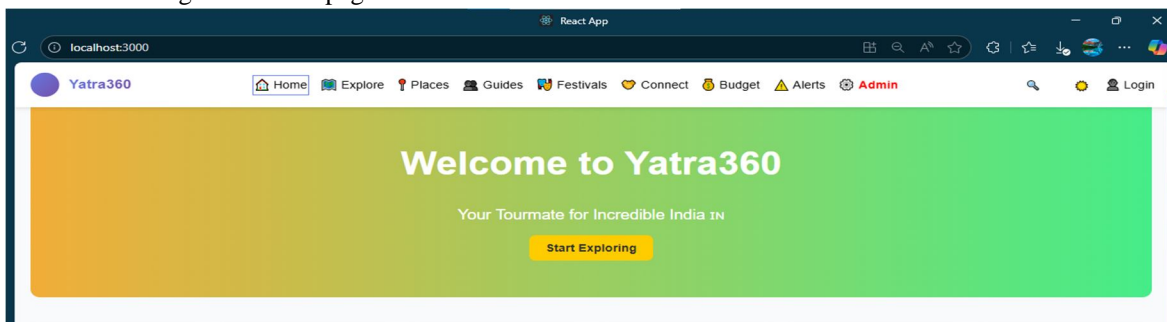 React App
localhost:3000
Yatra360 Home Explore Places Guides Festivals Connect Budget Alerts Admin Login
Welcome to Yatra360
Your Tourmate for Incredible India IN
Start Exploring